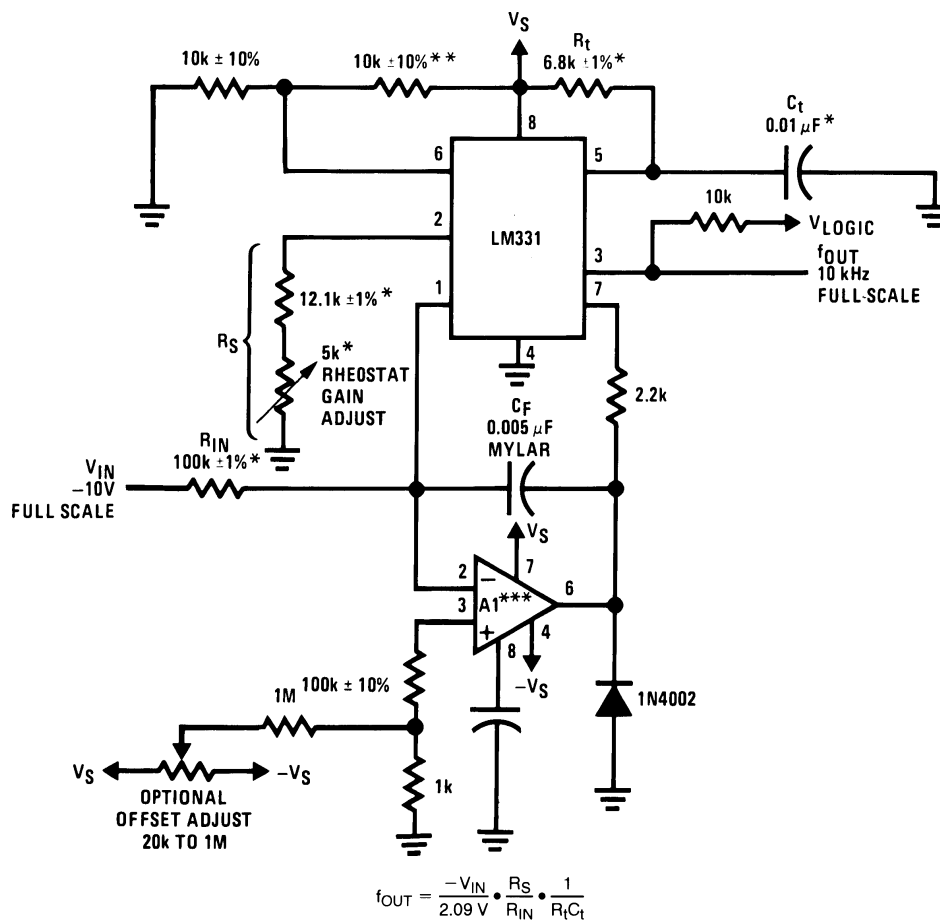 V_S
10k ±10%
10k ±10%**
R_t
6.8k ±1%*
8
C_t
0.01 μF*
6
5
10k
V_LOGIC
2
LM331
3
f_OUT
10 kHz
FULL-SCALE
1
7
12.1k ±1%*
R_S
5k*
RHEOSTAT
GAIN
ADJUST
4
2.2k
C_F
0.005 μF
MYLAR
R_IN
100k ±1%*
V_IN
−10V
FULL SCALE
V_S
7
2
−
6
3
A1***
+
4
8
−V_S
100k ±10%
1M
1N4002
V_S
−V_S
1k
OPTIONAL
OFFSET ADJUST
20k TO 1M
f_OUT = −V_IN / 2.09 V • R_S / R_IN • 1 / R_tC_t